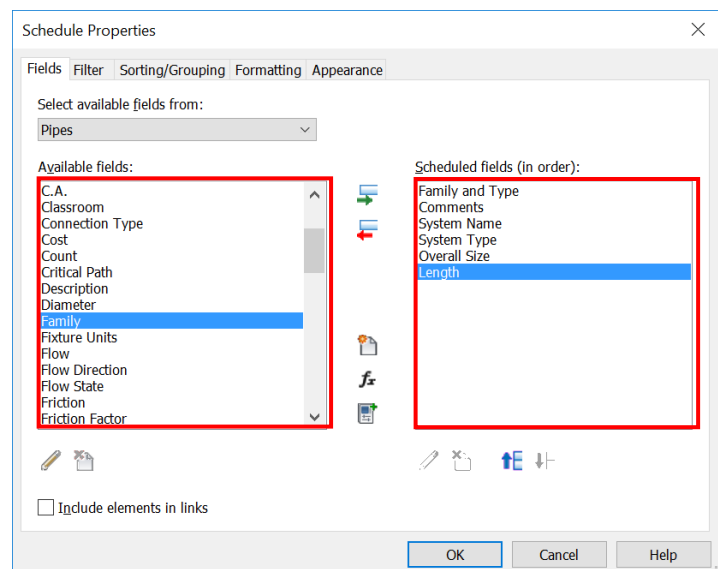 Schedule Properties
Fields Filter Sorting/Grouping Formatting Appearance
Select available fields from:
Pipes
Available fields:
C.A.
Classroom
Connection Type
Cost
Count
Critical Path
Description
Diameter
Family
Fixture Units
Flow
Flow Direction
Flow State
Friction
Friction Factor
Scheduled fields (in order):
Family and Type
Comments
System Name
System Type
Overall Size
Length
fx
Include elements in links
OK Cancel Help